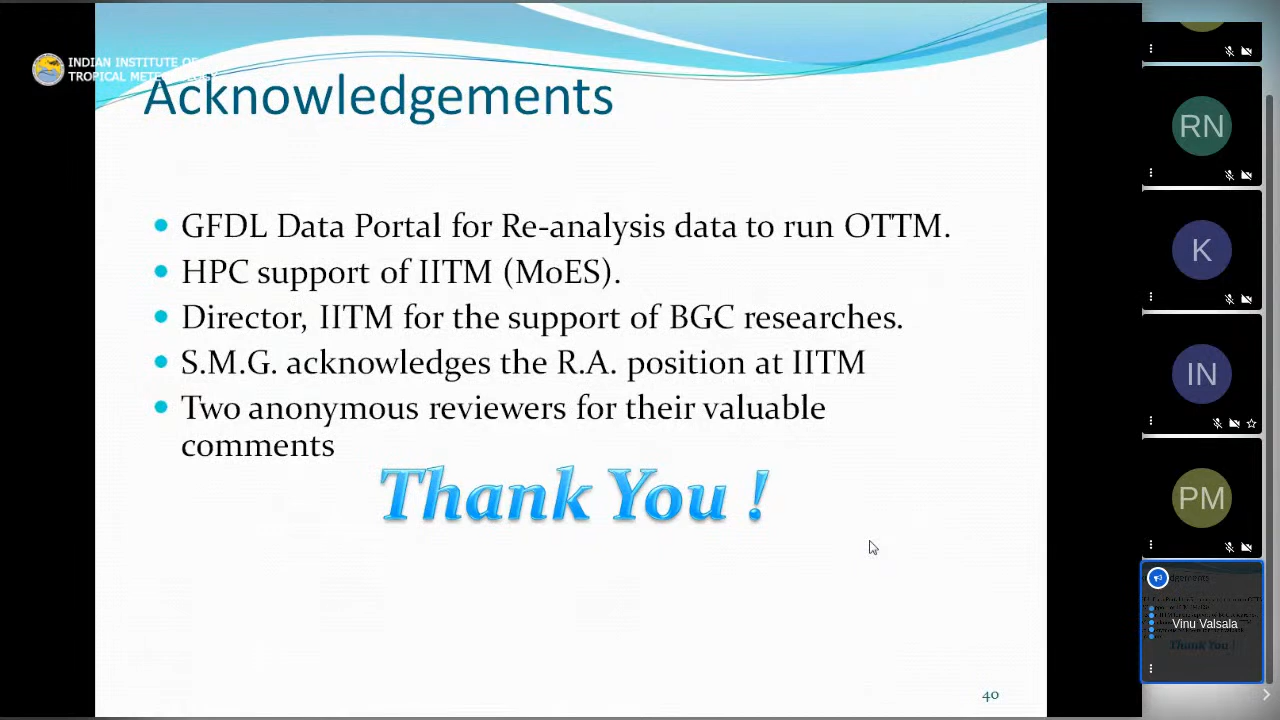 INDIAN INSTITUTE OF
TROPICAL
Acknowledgements
• GFDL Data Portal for Re-analysis data to run OTTM.
• HPC support of IITM (MoES).
• Director, IITM for the support of BGC researches.
• S.M.G. acknowledges the R.A. position at IITM
• Two anonymous reviewers for their valuable
comments
Thank You !
40
RN
K
IN
PM
Vinu Valsala
Thank You !